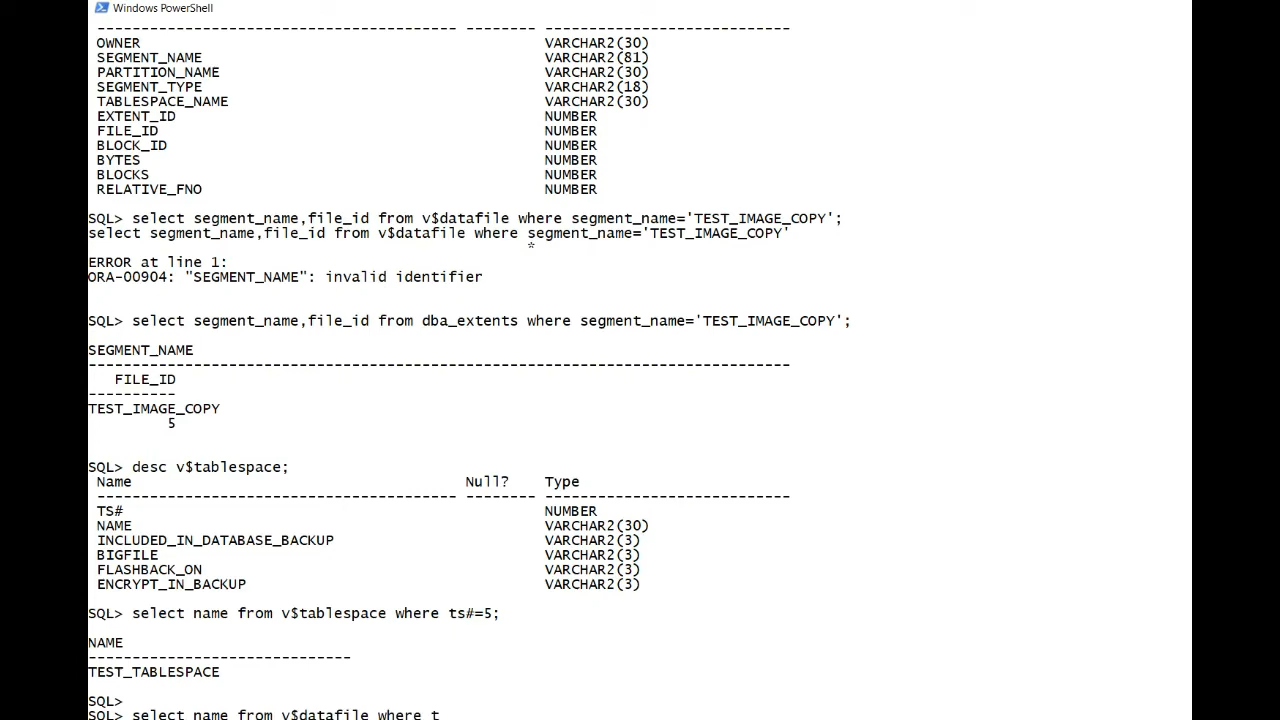 Windows PowerShell
----------------------------------------- -------- ----------------------------
OWNER VARCHAR2(30)
SEGMENT_NAME VARCHAR2(81)
PARTITION_NAME VARCHAR2(30)
SEGMENT_TYPE VARCHAR2(18)
TABLESPACE_NAME VARCHAR2(30)
EXTENT_ID NUMBER
FILE_ID NUMBER
BLOCK_ID NUMBER
BYTES NUMBER
BLOCKS NUMBER
RELATIVE_FNO NUMBER
SQL> select segment_name,file_id from v$datafile where segment_name='TEST_IMAGE_COPY';
select segment_name,file_id from v$datafile where segment_name='TEST_IMAGE_COPY'
*
ERROR at line 1:
ORA-00904: "SEGMENT_NAME": invalid identifier
SQL> select segment_name,file_id from dba_extents where segment_name='TEST_IMAGE_COPY';
SEGMENT_NAME
--------------------------------------------------------------------------------
FILE_ID
----------
TEST_IMAGE_COPY
5
SQL> desc v$tablespace;
Name Null? Type
----------------------------------------- -------- ----------------------------
TS# NUMBER
NAME VARCHAR2(30)
INCLUDED_IN_DATABASE_BACKUP VARCHAR2(3)
BIGFILE VARCHAR2(3)
FLASHBACK_ON VARCHAR2(3)
ENCRYPT_IN_BACKUP VARCHAR2(3)
SQL> select name from v$tablespace where ts#=5;
NAME
------------------------------
TEST_TABLESPACE
SQL>
SQL> select name from v$datafile where t